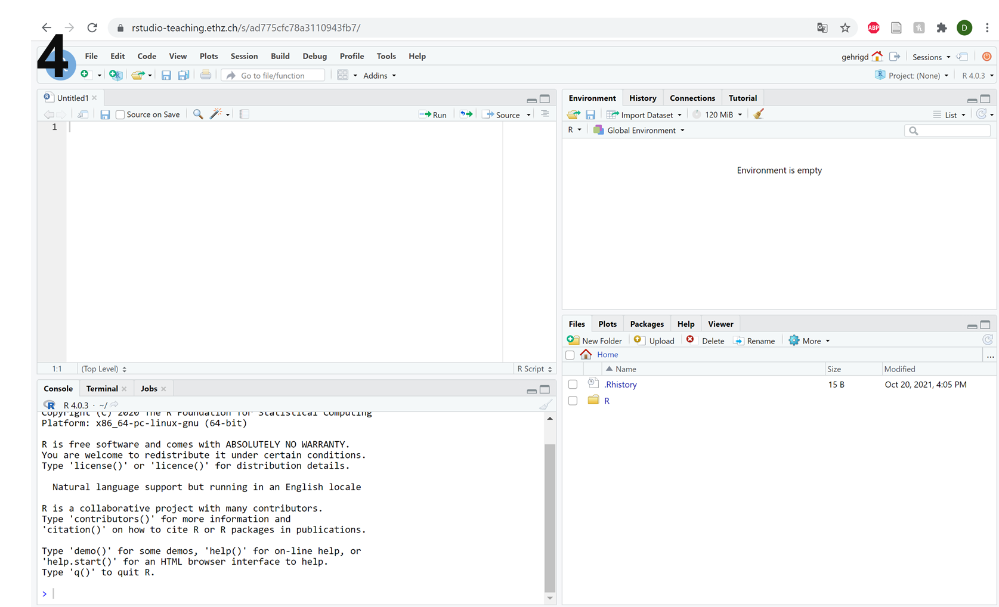 rstudio-teaching.ethz.ch/s/ad775cfc78a3110943fb7/
ABP
D
4
File Edit Code View Plots Session Build Debug Profile Tools Help
gehrigd Sessions
Go to file/function Addins
Project: (None) R 4.0.3
Untitled1
Source on Save Run Source
1
1:1 (Top Level) R Script
Console Terminal Jobs
R 4.0.3 · ~/
Copyright (C) 2020 The R Foundation for Statistical Computing
Platform: x86_64-pc-linux-gnu (64-bit)
R is free software and comes with ABSOLUTELY NO WARRANTY.
You are welcome to redistribute it under certain conditions.
Type 'license()' or 'licence()' for distribution details.
Natural language support but running in an English locale
R is a collaborative project with many contributors.
Type 'contributors()' for more information and
'citation()' on how to cite R or R packages in publications.
Type 'demo()' for some demos, 'help()' for on-line help, or
'help.start()' for an HTML browser interface to help.
Type 'q()' to quit R.
>
Environment History Connections Tutorial
Import Dataset 120 MiB List
R Global Environment
Environment is empty
Files Plots Packages Help Viewer
New Folder Upload Delete Rename More
Home ...
Name Size Modified
.Rhistory 15 B Oct 20, 2021, 4:05 PM
R